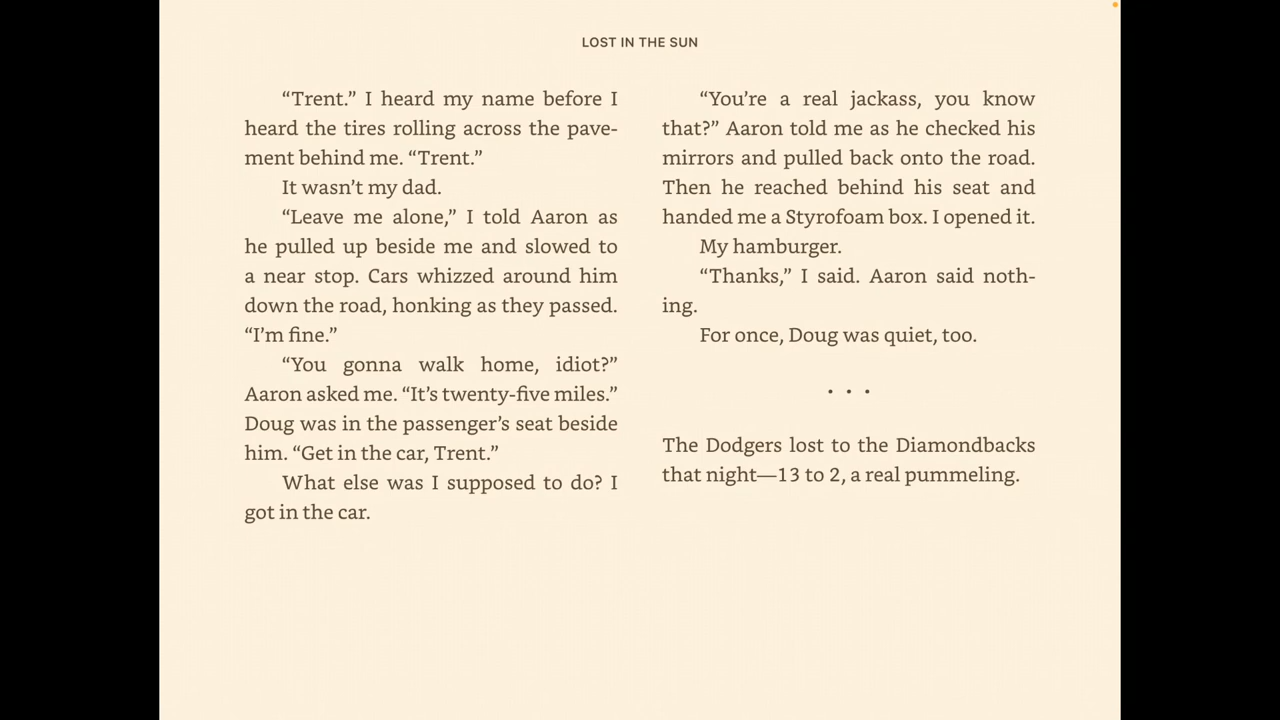 LOST IN THE SUN
“Trent.” I heard my name before I
heard the tires rolling across the pave-
ment behind me. “Trent.”
It wasn’t my dad.
“Leave me alone,” I told Aaron as
he pulled up beside me and slowed to
a near stop. Cars whizzed around him
down the road, honking as they passed.
“I’m fine.”
“You gonna walk home, idiot?”
Aaron asked me. “It’s twenty-five miles.”
Doug was in the passenger’s seat beside
him. “Get in the car, Trent.”
What else was I supposed to do? I
got in the car.
“You’re a real jackass, you know
that?” Aaron told me as he checked his
mirrors and pulled back onto the road.
Then he reached behind his seat and
handed me a Styrofoam box. I opened it.
My hamburger.
“Thanks,” I said. Aaron said noth-
ing.
For once, Doug was quiet, too.
• • •
The Dodgers lost to the Diamondbacks
that night—13 to 2, a real pummeling.